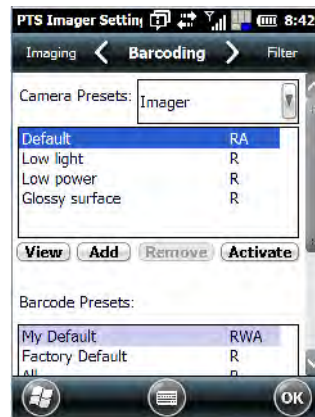 PTS Imager Settin 8:42
Imaging Barcoding Filter
Camera Presets: Imager
Default RA
Low light R
Low power R
Glossy surface R
View Add Remove Activate
Barcode Presets:
My Default RWA
Factory Default R
All R
OK